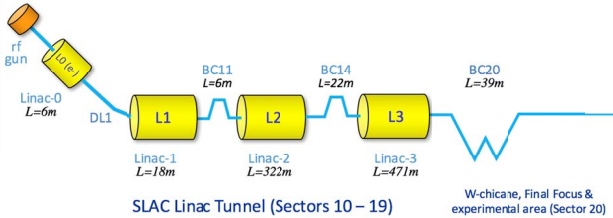 rf
gun
L0 (e-)
Linac-0
L=6m
DL1
L1
Linac-1
L=18m
BC11
L=6m
L2
Linac-2
L=322m
BC14
L=22m
L3
Linac-3
L=471m
BC20
L=39m
SLAC Linac Tunnel (Sectors 10 – 19)
W-chicane, Final Focus &
experimental area (Sector 20)